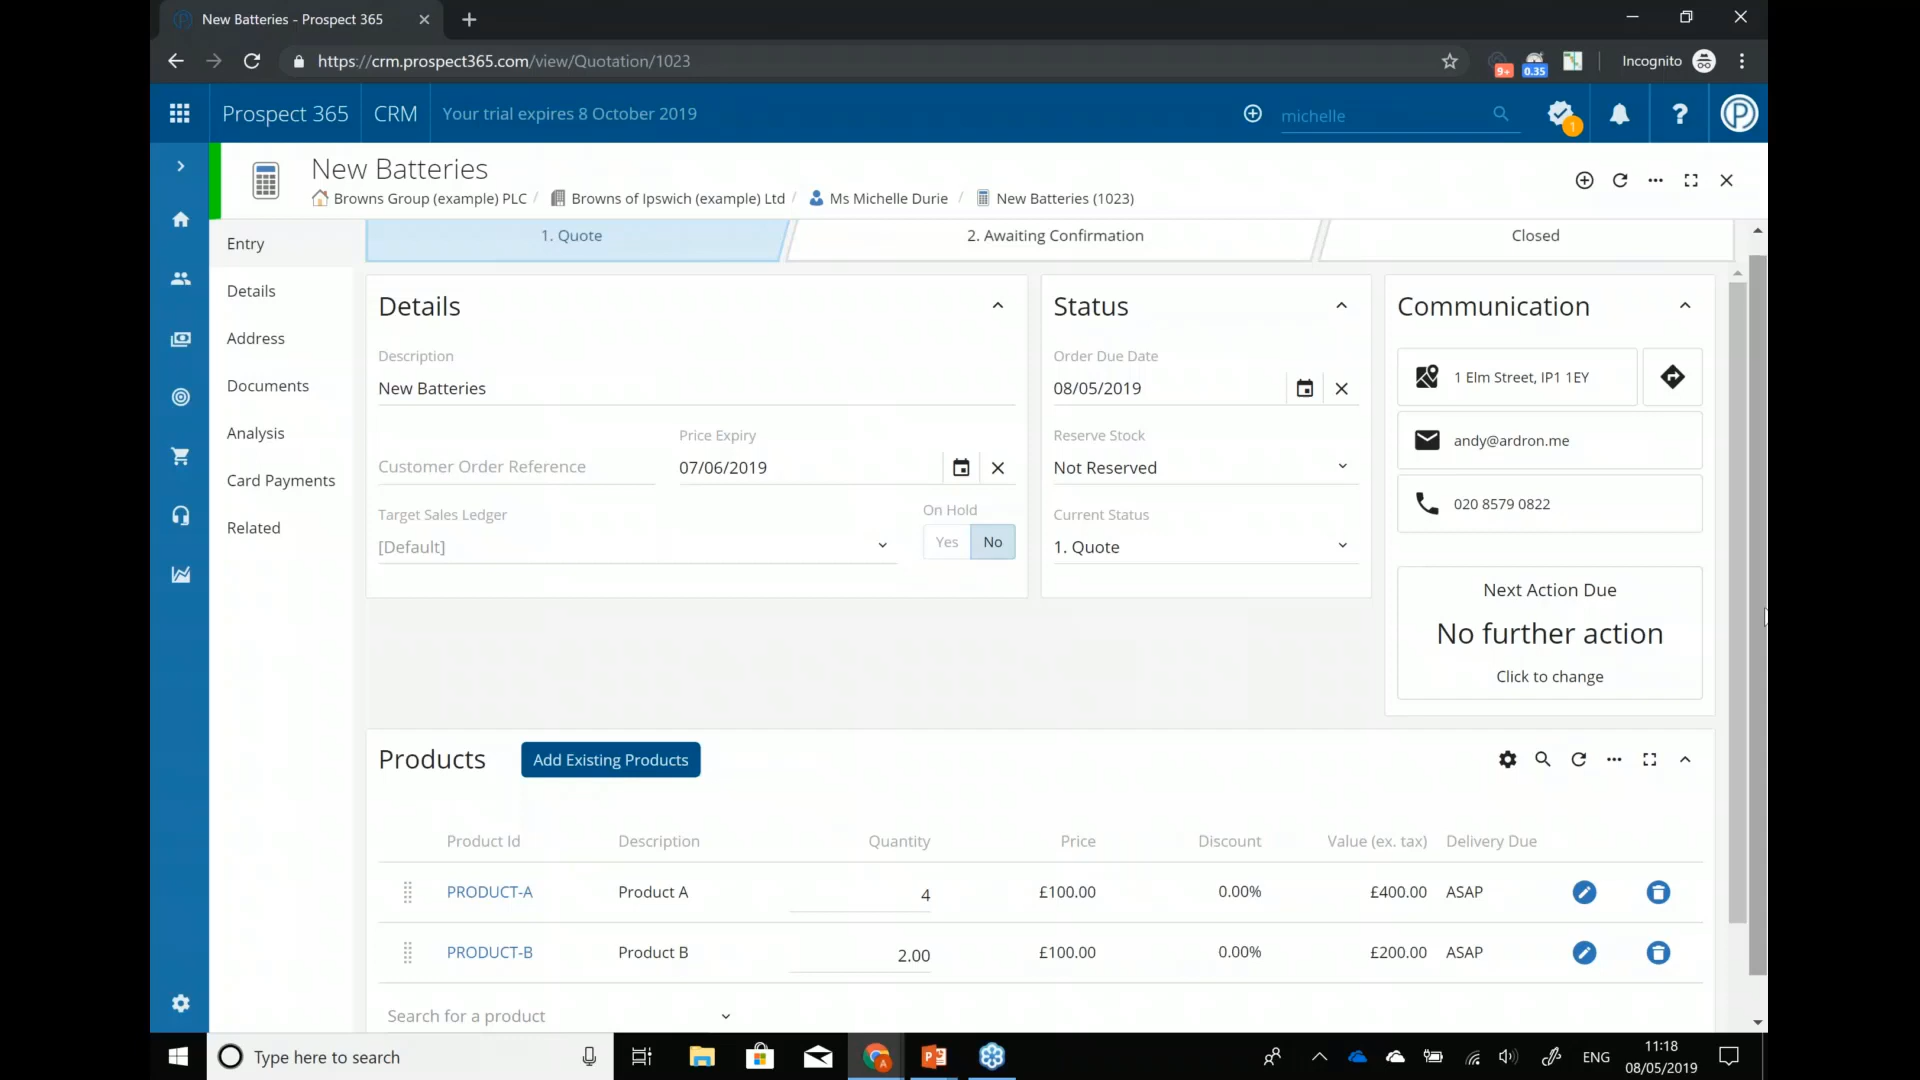 New Batteries - Prospect 365
https://crm.prospect365.com/view/Quotation/1023
9+
0.35
Incognito
Prospect 365
CRM
Your trial expires 8 October 2019
michelle
1
New Batteries
Browns Group (example) PLC / Browns of Ipswich (example) Ltd / Ms Michelle Durie / New Batteries (1023)
Entry
Details
Address
Documents
Analysis
Card Payments
Related
1. Quote
2. Awaiting Confirmation
Closed
Details
Description
New Batteries
Customer Order Reference
Price Expiry
07/06/2019
Target Sales Ledger
[Default]
On Hold
Yes No
Status
Order Due Date
08/05/2019
Reserve Stock
Not Reserved
Current Status
1. Quote
Communication
1 Elm Street, IP1 1EY
andy@ardron.me
020 8579 0822
Next Action Due
No further action
Click to change
Products
Add Existing Products
Product Id Description Quantity Price Discount Value (ex. tax) Delivery Due
PRODUCT-A Product A 4 £100.00 0.00% £400.00 ASAP
PRODUCT-B Product B 2.00 £100.00 0.00% £200.00 ASAP
Search for a product
Type here to search
ENG
11:18
08/05/2019